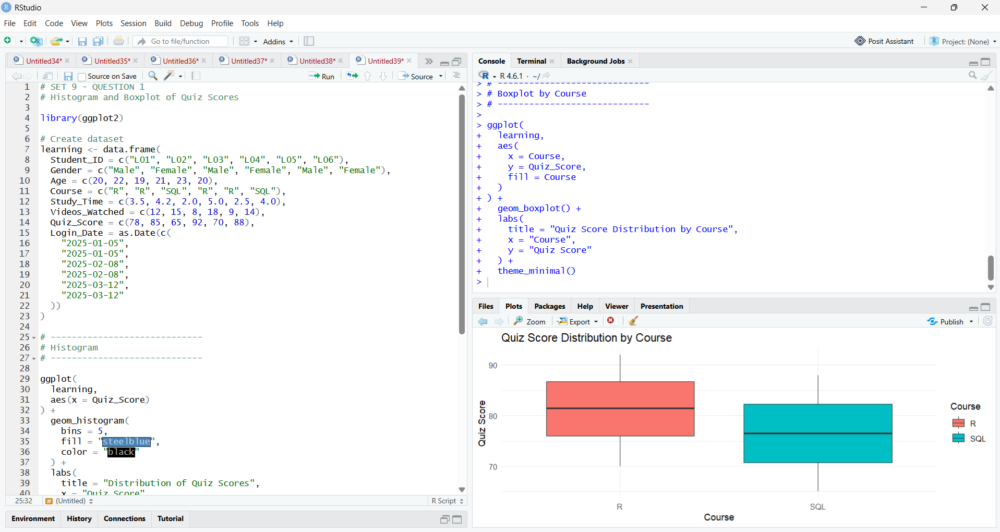 RStudio
File Edit Code View Plots Session Build Debug Profile Tools Help
Go to file/function Addins Posit Assistant Project: (None)
Untitled34* Untitled35* Untitled36* Untitled37* Untitled38* Untitled39*
Source on Save Run Source
1 # SET 9 - QUESTION 1
2 # Histogram and Boxplot of Quiz Scores
3
4 library(ggplot2)
5
6 # Create dataset
7 learning <- data.frame(
8 Student_ID = c("L01", "L02", "L03", "L04", "L05", "L06"),
9 Gender = c("Male", "Female", "Male", "Female", "Male", "Female"),
10 Age = c(20, 22, 19, 21, 23, 20),
11 Course = c("R", "R", "SQL", "R", "R", "SQL"),
12 Study_Time = c(3.5, 4.2, 2.0, 5.0, 2.5, 4.0),
13 Videos_Watched = c(12, 15, 8, 18, 9, 14),
14 Quiz_Score = c(78, 85, 65, 92, 70, 88),
15 Login_Date = as.Date(c(
16 "2025-01-05",
17 "2025-01-05",
18 "2025-02-08",
19 "2025-02-08",
20 "2025-03-12",
21 "2025-03-12"
22 ))
23 )
24
25 # -----------------------------
26 # Histogram
27 # -----------------------------
28
29 ggplot(
30 learning,
31 aes(x = Quiz_Score)
32 ) +
33 geom_histogram(
34 bins = 5,
35 fill = "steelblue",
36 color = "black"
37 ) +
38 labs(
39 title = "Distribution of Quiz Scores",
40 x = "Quiz Score"
25:32 # (Untitled) R Script
Environment History Connections Tutorial
Console Terminal Background Jobs
R 4.6.1 · ~/
> # -----------------------------
> # Boxplot by Course
> # -----------------------------
>
> ggplot(
+ learning,
+ aes(
+ x = Course,
+ y = Quiz_Score,
+ fill = Course
+ )
+ ) +
+ geom_boxplot() +
+ labs(
+ title = "Quiz Score Distribution by Course",
+ x = "Course",
+ y = "Quiz Score"
+ ) +
+ theme_minimal()
>
Files Plots Packages Help Viewer Presentation
Zoom Export Publish
Quiz Score Distribution by Course
90
80
70
Quiz Score
R SQL
Course
Course
R
SQL